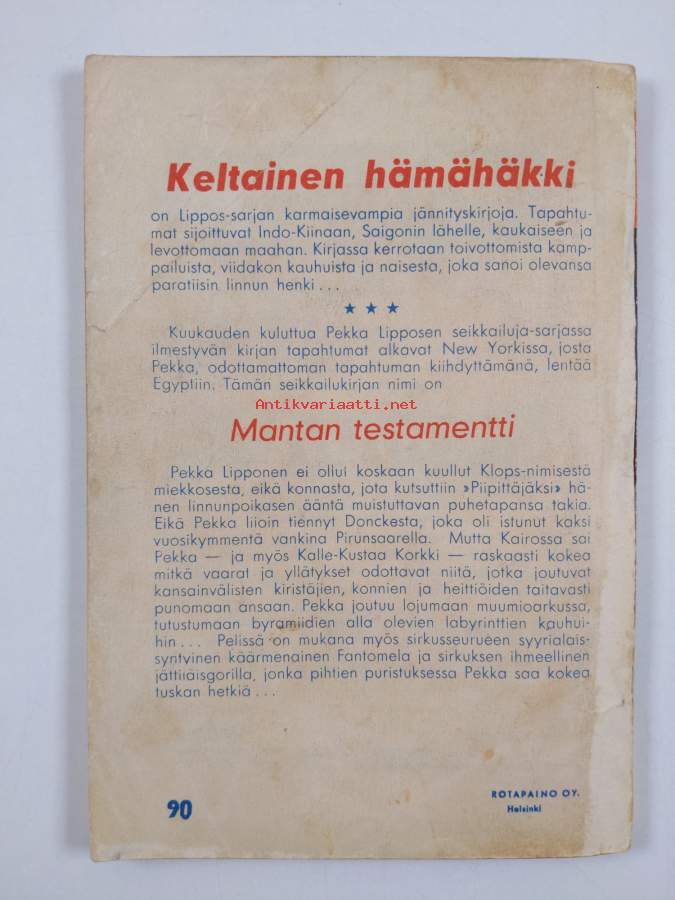 Keltainen hämähäkki
on Lippos-sarjan karmaisevampia jännityskirjoja. Tapahtu-
mat sijoittuvat Indo-Kiinaan, Saigonin lähelle, kaukaiseen ja
levottomaan maahan. Kirjassa kerrotaan toivottomista kamp-
pailuista, viidakon kauhuista ja naisesta, joka sanoi olevansa
paratiisin linnun henki . . .
★ ★ ★
Kuukauden kuluttua Pekka Lipposen seikkailuja-sarjassa
ilmestyvän kirjan tapahtumat alkavat New Yorkissa, josta
Pekka, odottamattoman tapahtuman kiihdyttämänä, lentää
Egyptiin. Tämän seikkailukirjan nimi on
Antikvariaatti.net
Mantan testamentti
Pekka Lipponen ei ollut koskaan kuullut Klops-nimisestä
miekkosesta, eikä konnasta, jota kutsuttiin »Piipittäjäksi» hä-
nen linnunpoikasen ääntä muistuttavan puhetapansa takia.
Eikä Pekka liioin tiennyt Donckesta, joka oli istunut kaksi
vuosikymmentä vankina Pirunsaarella. Mutta Kairossa sai
Pekka — ja myös Kalle-Kustaa Korkki — raskaasti kokea
mitkä vaarat ja yllätykset odottavat niitä, jotka joutuvat
kansainvälisten kiristäjien, konnien ja heittiöiden taitavasti
punomaan ansaan. Pekka joutuu lojumaan muumioarkussa,
tutustumaan byramiidien alla olevien labyrinttien kauhui-
hin . . . Pelissä on mukana myös sirkusseurueen syyrialais-
syntyinen käärmenainen Fantomela ja sirkuksen ihmeellinen
jättiläisgorilla, jonka pihtien puristuksessa Pekka saa kokea
tuskan hetkiä . . .
90
ROTAPAINO OY.
Helsinki